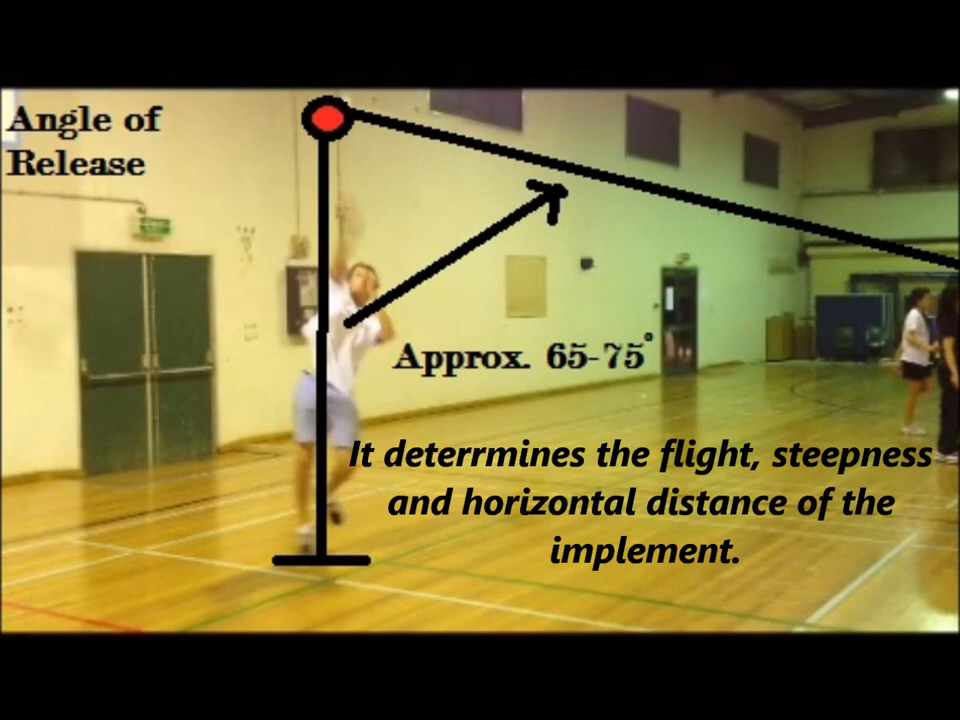 Angle of
Release
Approx. 65-75°
It deterrmines the flight, steepness
and horizontal distance of the
implement.